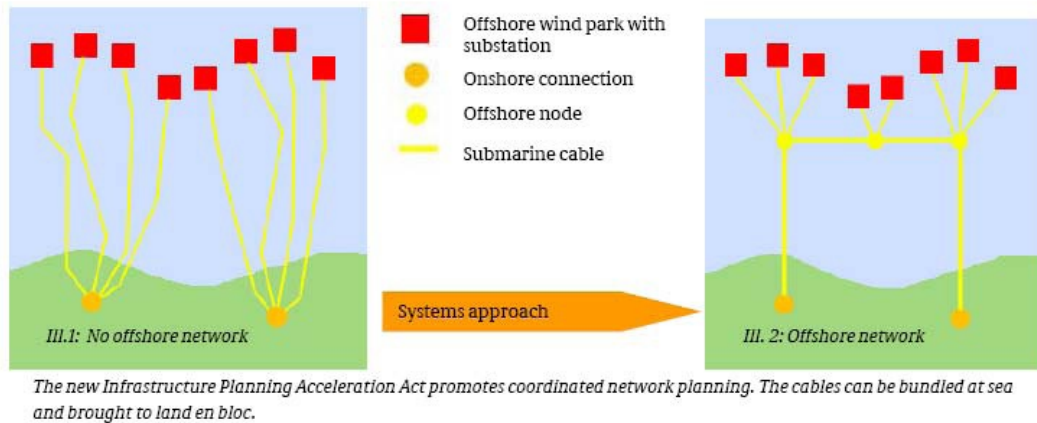 Offshore wind park with
substation
Onshore connection
Offshore node
Submarine cable
Systems approach
Ill.1: No offshore network
Ill. 2: Offshore network
The new Infrastructure Planning Acceleration Act promotes coordinated network planning. The cables can be bundled at sea
and brought to land en bloc.